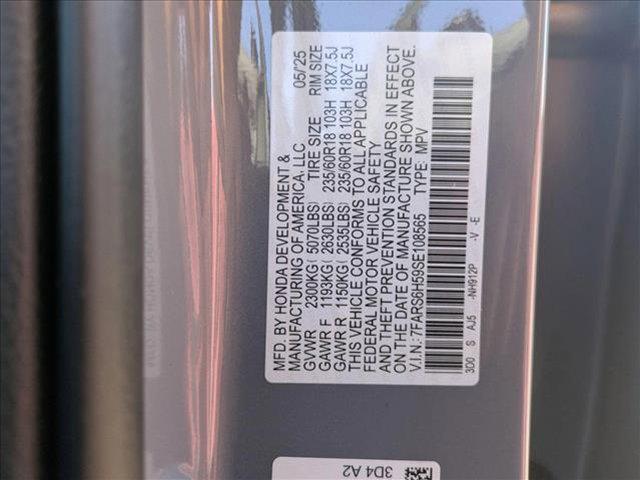 MFD. BY HONDA DEVELOPMENT &
MANUFACTURING OF AMERICA, LLC 05/'25
GVWR 2300KG ( 5070LBS) TIRE SIZE RIM SIZE
GAWR F 1193KG ( 2630LBS) 235/60R18 103H 18X7.5J
GAWR R 1150KG ( 2535LBS) 235/60R18 103H 18X7.5J
THIS VEHICLE CONFORMS TO ALL APPLICABLE
FEDERAL MOTOR VEHICLE SAFETY
AND THEFT PREVENTION STANDARDS IN EFFECT
ON THE DATE OF MANUFACTURE SHOWN ABOVE.
V.I.N.: 7FARS6H59SE108565 TYPE: MPV
300 S AJ5 -NH912P -V -E
3D4 A2